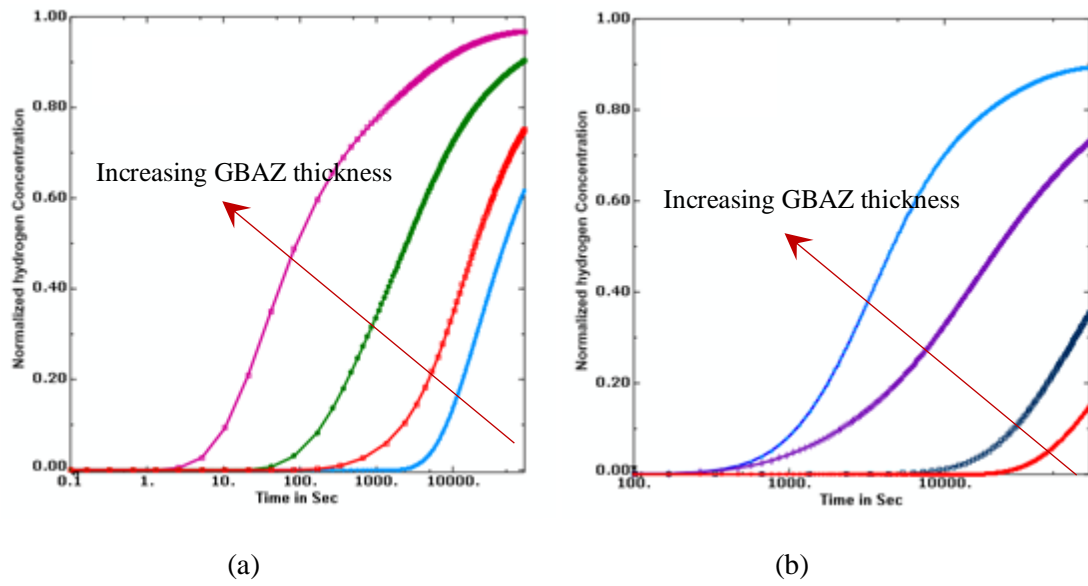 1.00
0.80
0.60
0.40
0.20
0.00
Normalized hydrogen Concentration
Increasing GBAZ thickness
0.1 1. 10. 100. 1000. 10000.
Time in Sec
(a)
1.00
0.80
0.60
0.40
0.20
0.00
Normalized hydrogen Concentration
Increasing GBAZ thickness
100. 1000. 10000.
Time in Sec
(b)